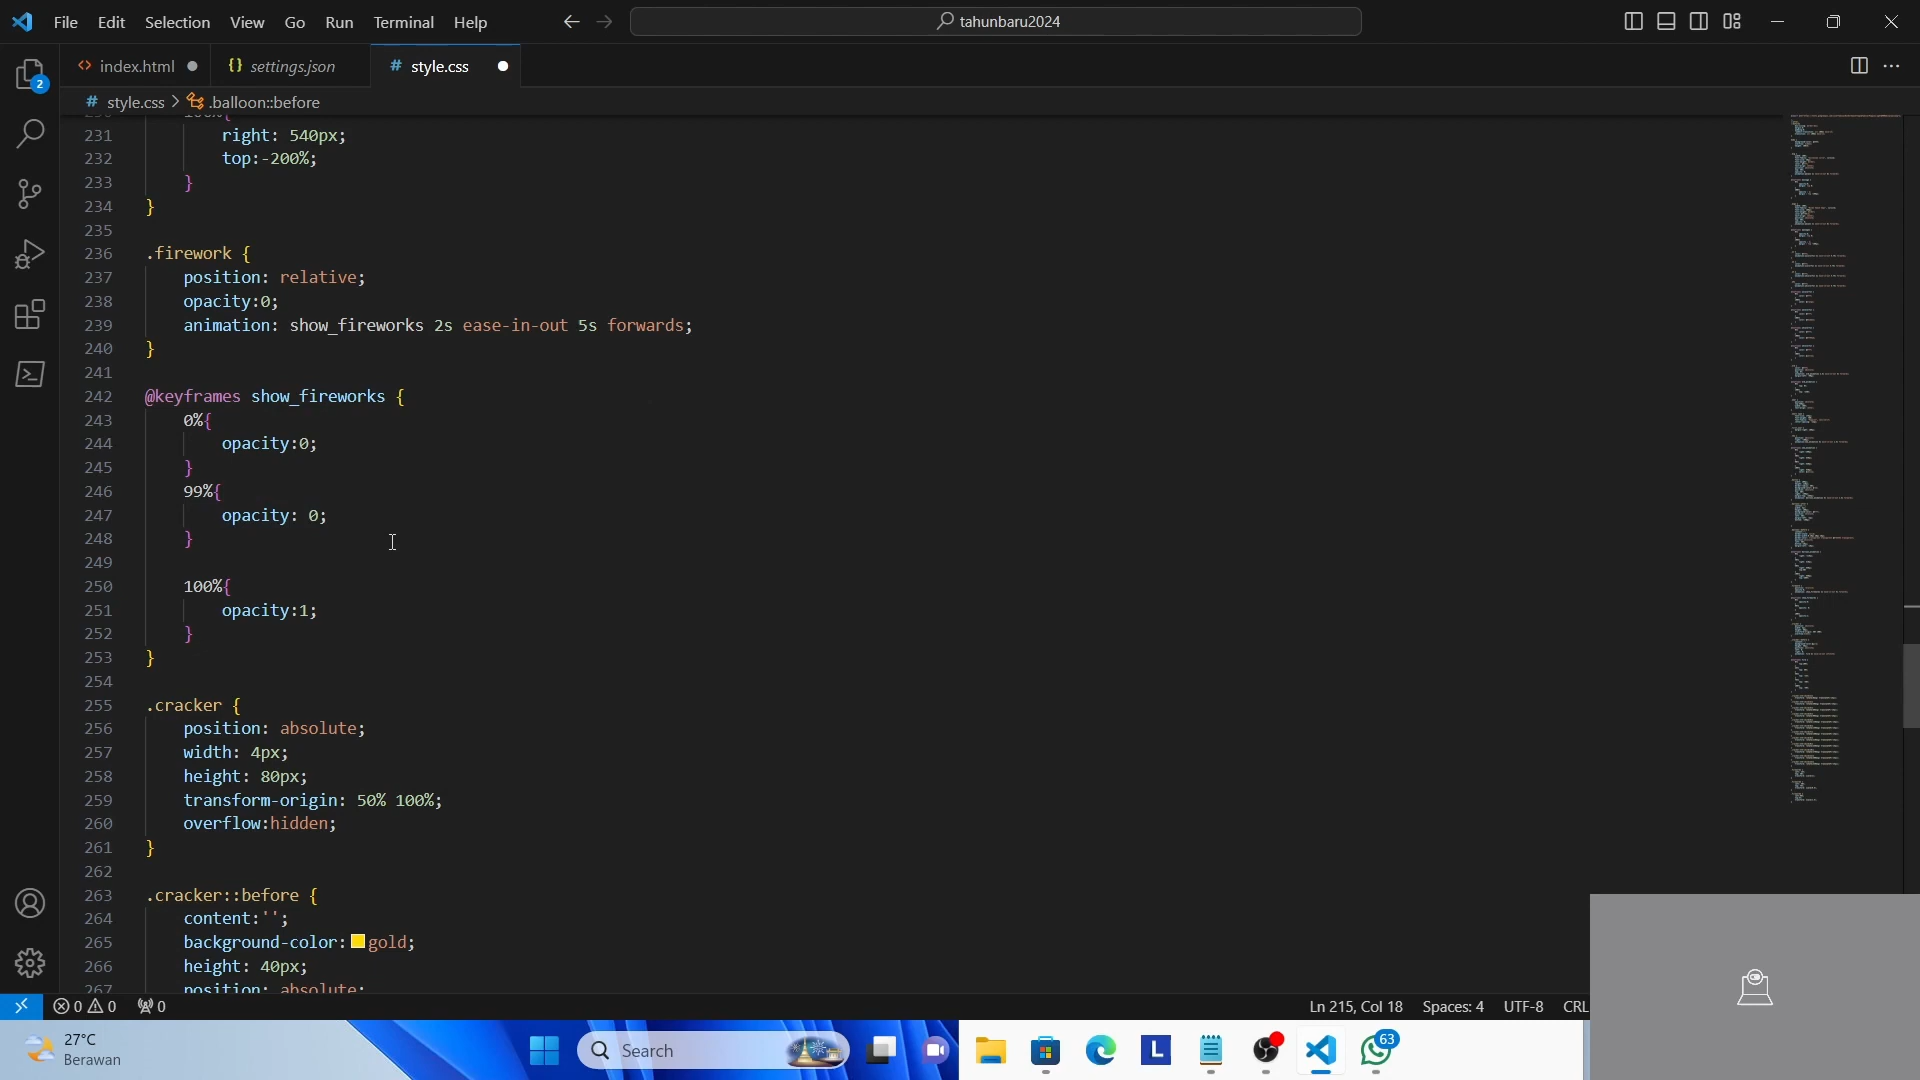 File Edit Selection View Go Run Terminal Help
tahunbaru2024
index.html
settings.json
style.css
style.css > .balloon::before
231 right: 540px;
232 top:-200%;
233 }
234 }
235
236 .firework {
237 position: relative;
238 opacity:0;
239 animation: show_fireworks 2s ease-in-out 5s forwards;
240 }
241
242 @keyframes show_fireworks {
243 0%{
244 opacity:0;
245 }
246 99%{
247 opacity: 0;
248 }
249
250 100%{
251 opacity:1;
252 }
253 }
254
255 .cracker {
256 position: absolute;
257 width: 4px;
258 height: 80px;
259 transform-origin: 50% 100%;
260 overflow:hidden;
261 }
262
263 .cracker::before {
264 content:'';
265 background-color: gold;
266 height: 40px;
267 position: absolute;
2
0 0 0
Ln 215, Col 18 Spaces: 4 UTF-8 CRL
27°C
Berawan
Search
L
63